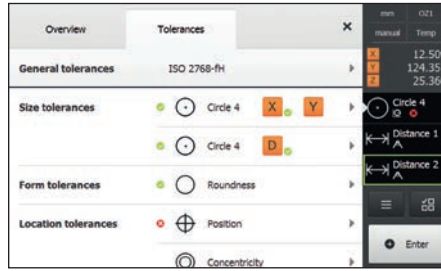 Overview
Tolerances
General tolerances ISO 2768-fH
Size tolerances Circle 4 X Y
Circle 4 D
Form tolerances Roundness
Location tolerances Position
Concentricity
mm OZ1
manual Temp
X 12.50
Y 124.35
Z 25.36
Circle 4
Distance 1
Distance 2
Enter